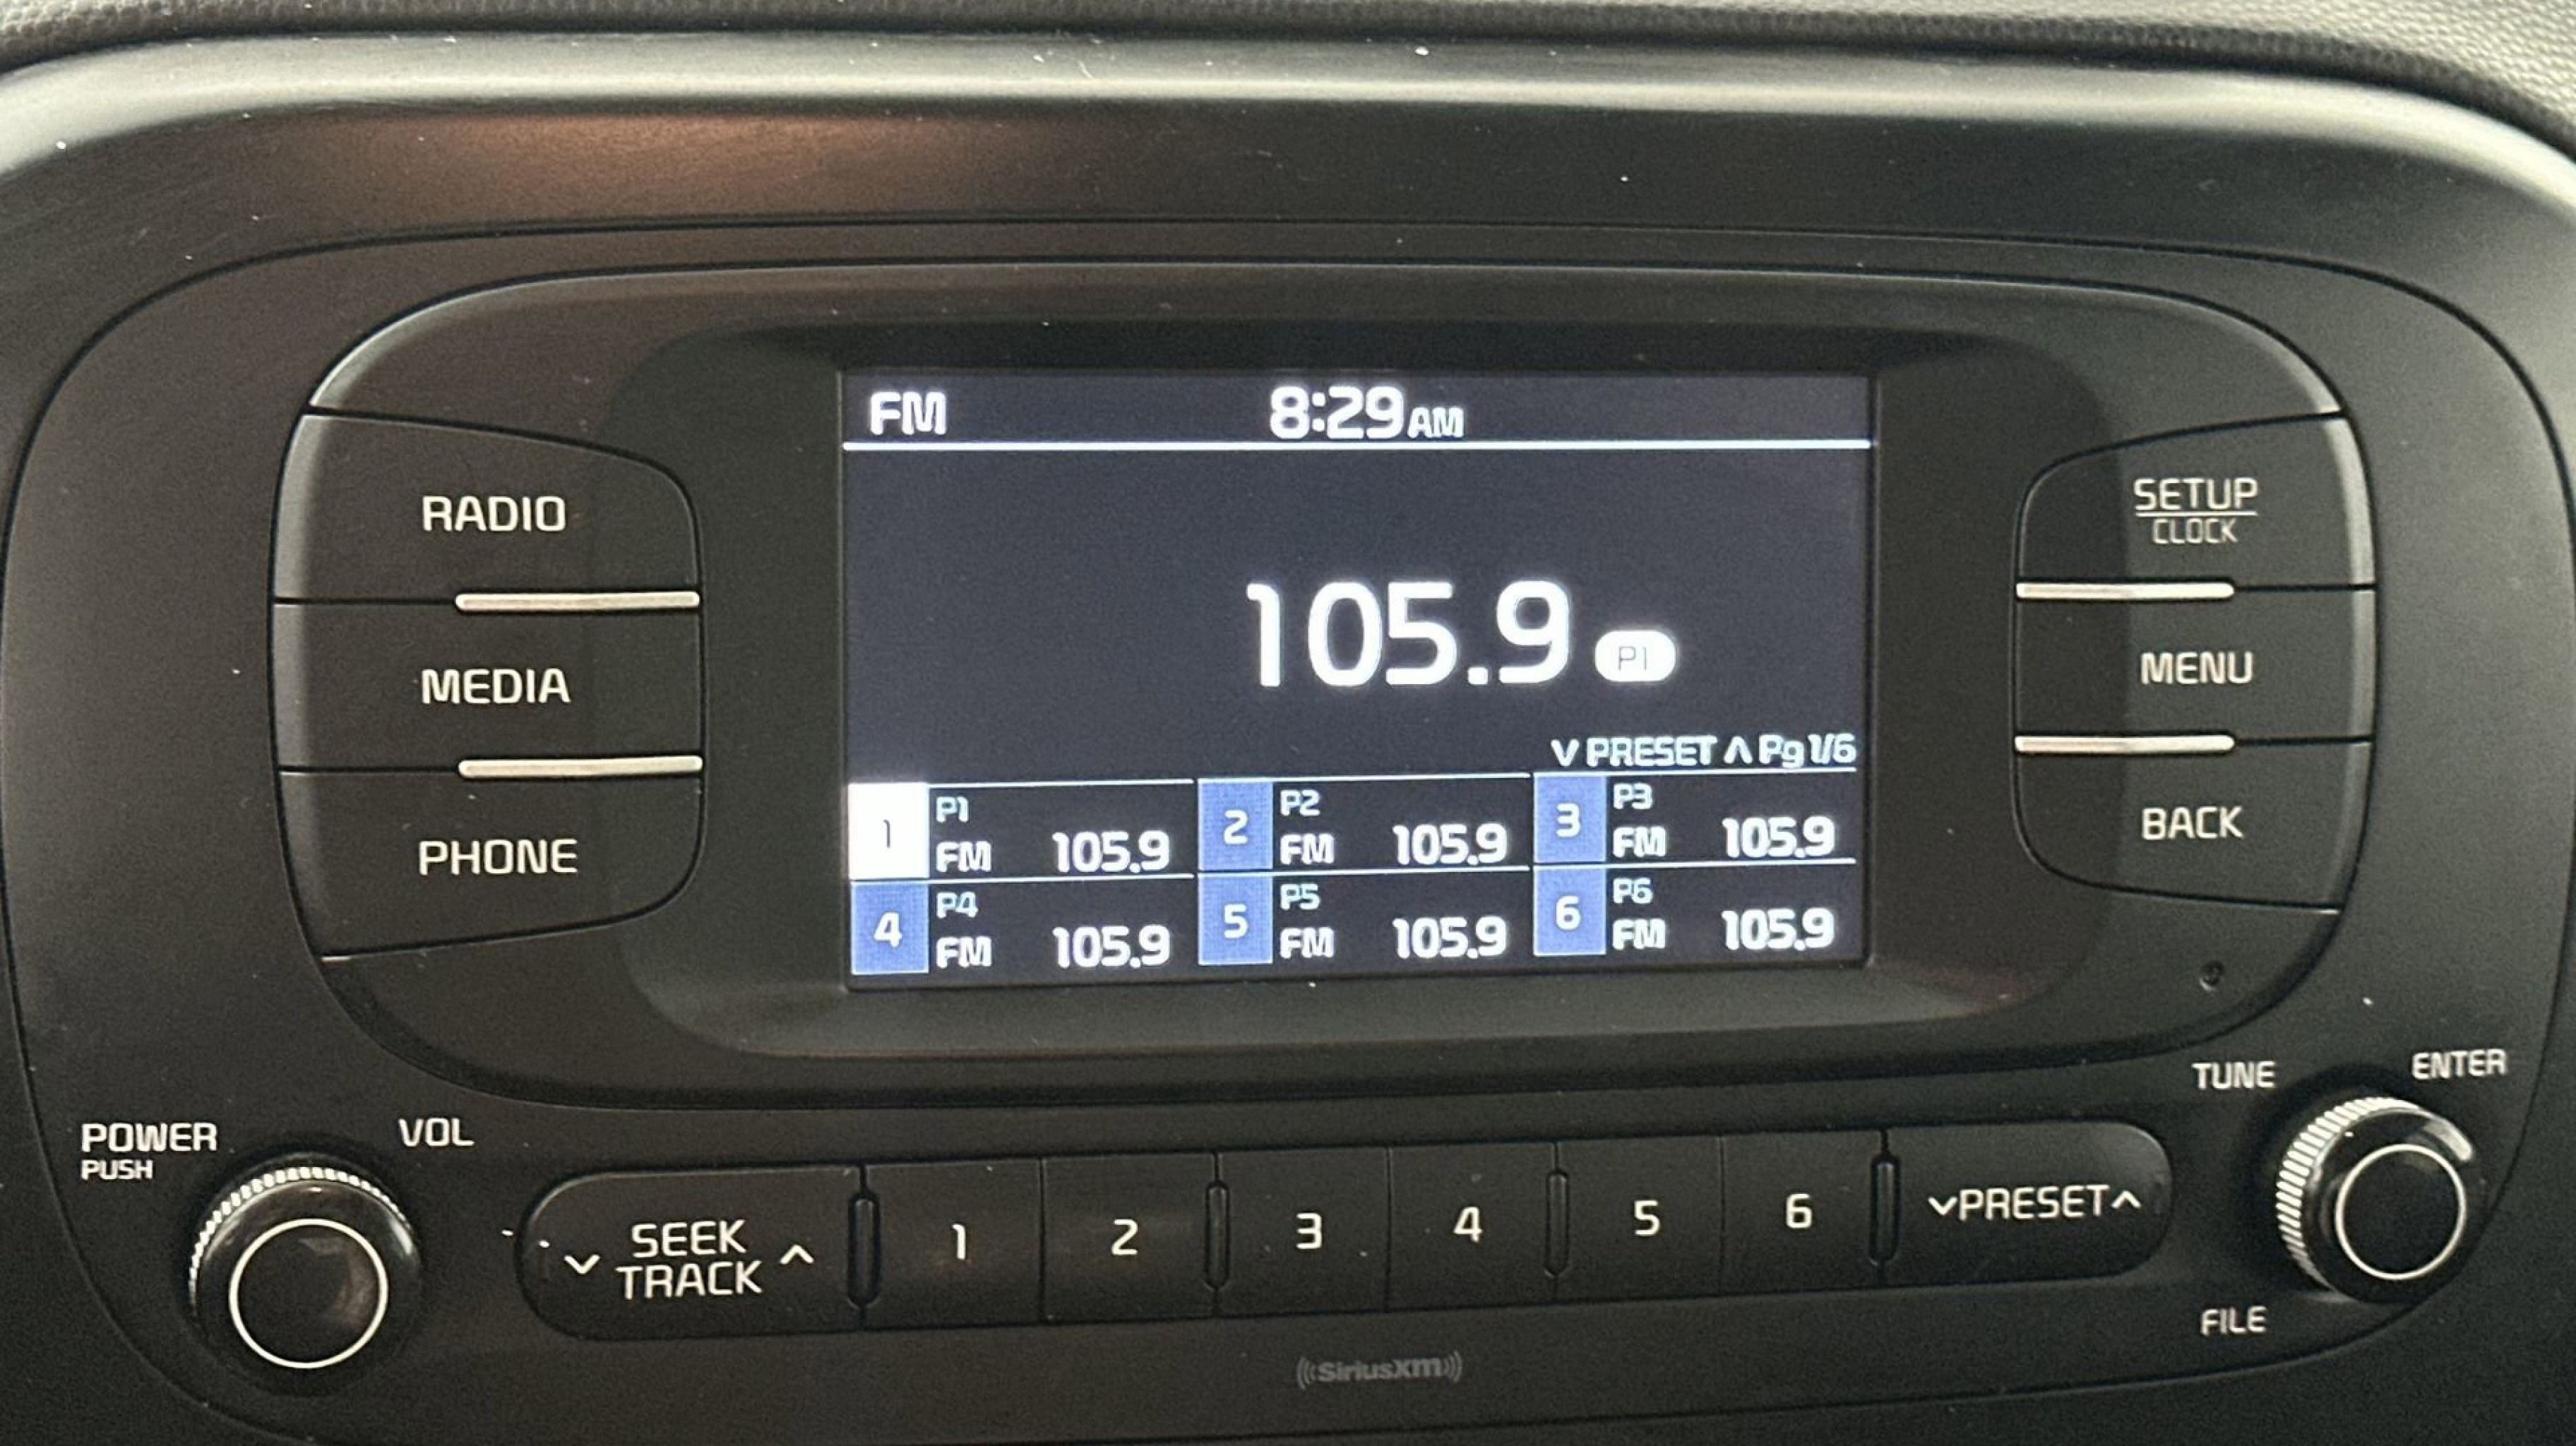 FM 8:29 AM
RADIO
MEDIA
PHONE
105.9 P1
V PRESET Λ Pg 1/6
1 P1 FM 105.9
2 P2 FM 105.9
3 P3 FM 105.9
4 P4 FM 105.9
5 P5 FM 105.9
6 P6 FM 105.9
SETUP
CLOCK
MENU
BACK
POWER
PUSH
VOL
SEEK
TRACK
1 2 3 4 5 6
PRESET
TUNE
ENTER
FILE
SiriusXM